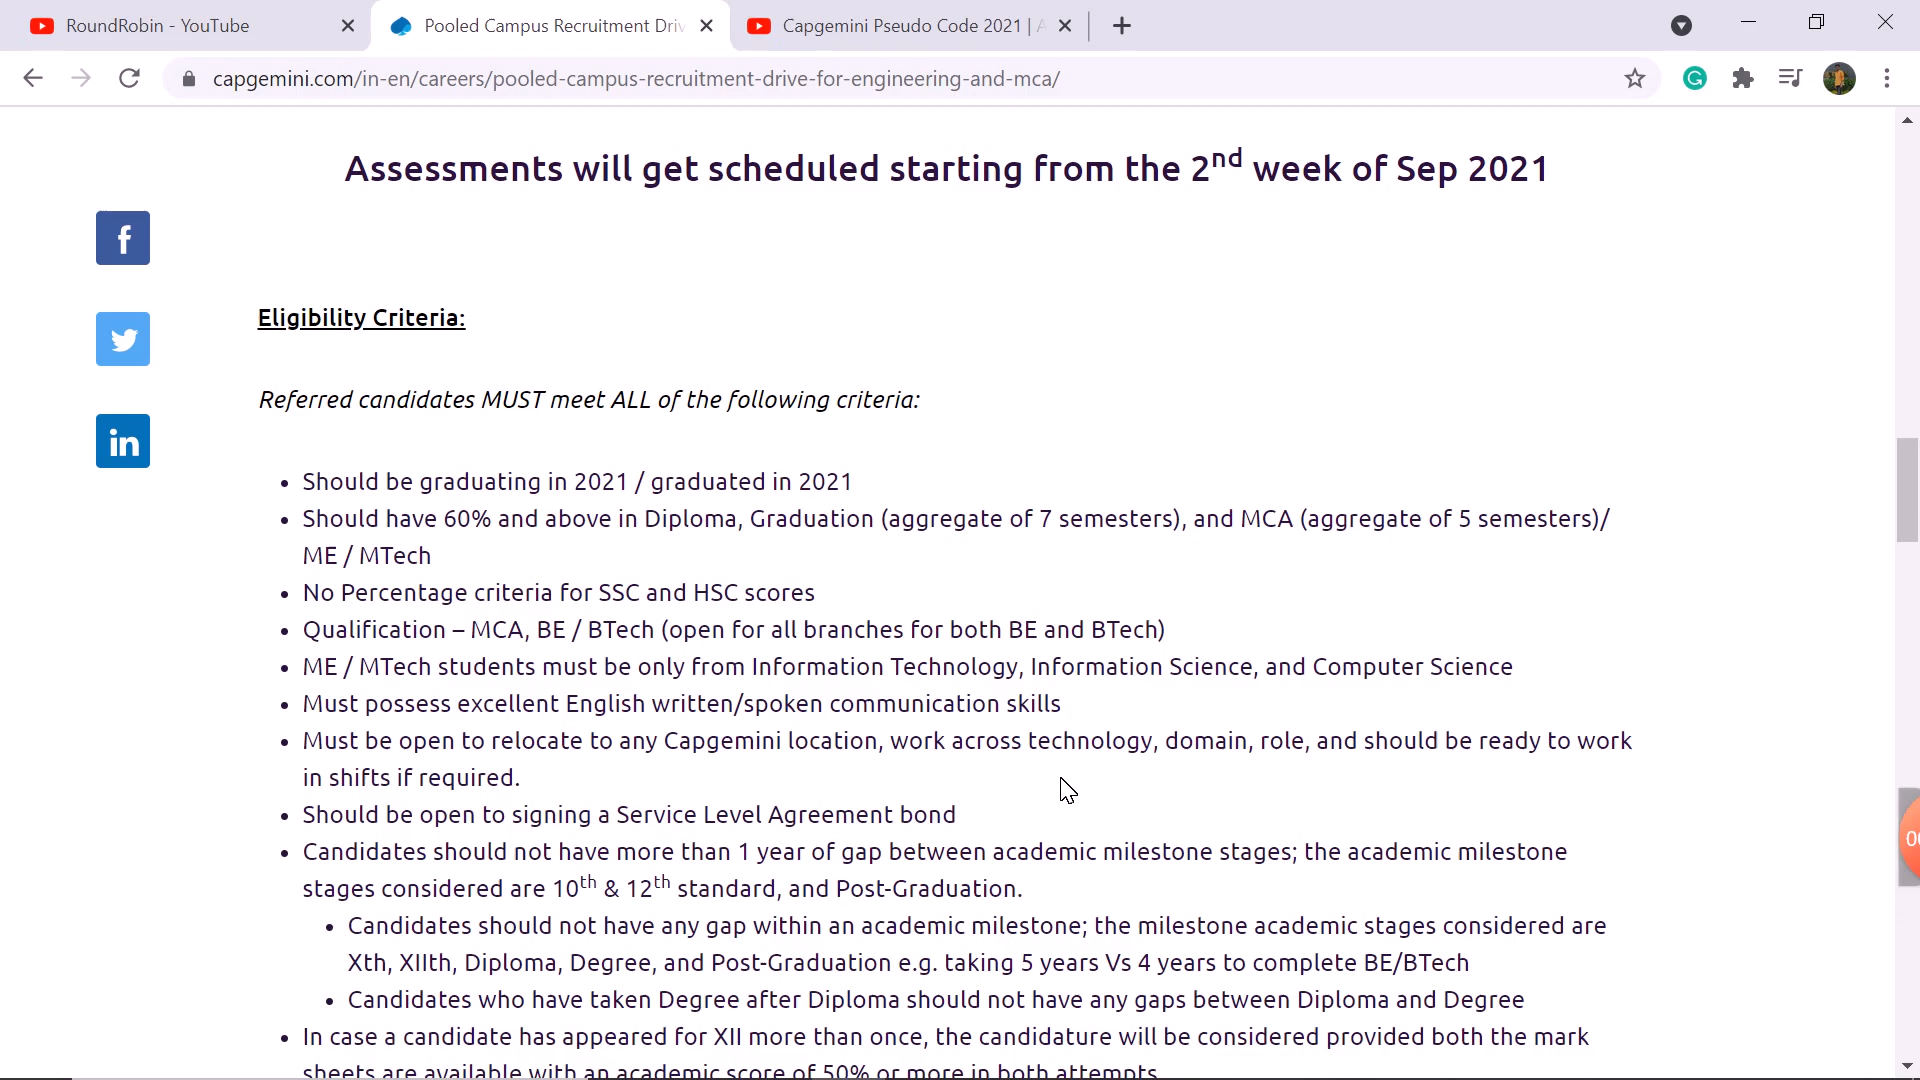 RoundRobin - YouTube
Pooled Campus Recruitment Driv
Capgemini Pseudo Code 2021 | A
capgemini.com/in-en/careers/pooled-campus-recruitment-drive-for-engineering-and-mca/
Assessments will get scheduled starting from the 2nd week of Sep 2021
Eligibility Criteria:
Referred candidates MUST meet ALL of the following criteria:
• Should be graduating in 2021 / graduated in 2021
• Should have 60% and above in Diploma, Graduation (aggregate of 7 semesters), and MCA (aggregate of 5 semesters)/
ME / MTech
• No Percentage criteria for SSC and HSC scores
• Qualification – MCA, BE / BTech (open for all branches for both BE and BTech)
• ME / MTech students must be only from Information Technology, Information Science, and Computer Science
• Must possess excellent English written/spoken communication skills
• Must be open to relocate to any Capgemini location, work across technology, domain, role, and should be ready to work
in shifts if required.
• Should be open to signing a Service Level Agreement bond
• Candidates should not have more than 1 year of gap between academic milestone stages; the academic milestone
stages considered are 10th & 12th standard, and Post-Graduation.
• Candidates should not have any gap within an academic milestone; the milestone academic stages considered are
Xth, XIIth, Diploma, Degree, and Post-Graduation e.g. taking 5 years Vs 4 years to complete BE/BTech
• Candidates who have taken Degree after Diploma should not have any gaps between Diploma and Degree
• In case a candidate has appeared for XII more than once, the candidature will be considered provided both the mark
sheets are available with an academic score of 50% or more in both attempts